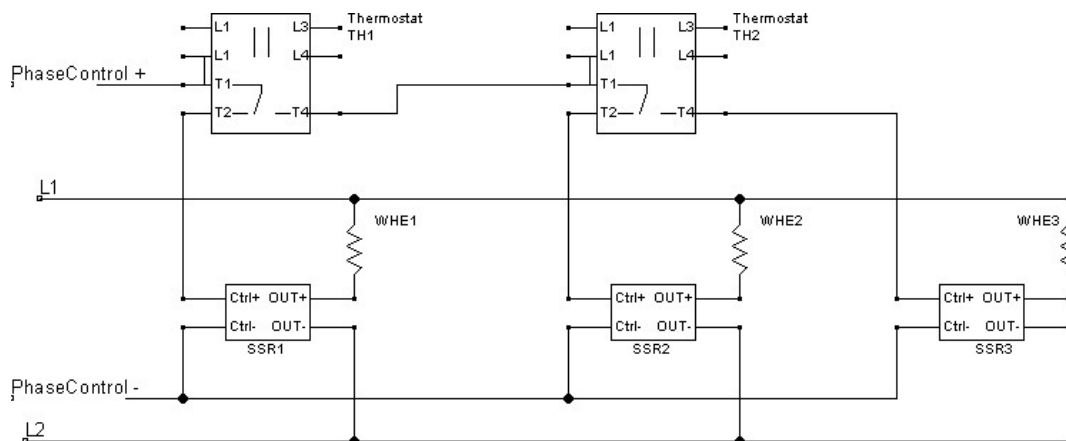 L1 L3 Thermostat TH1
L1 L4
PhaseControl +
T1
T2 T4
L1 L3 Thermostat TH2
L1 L4
T1
T2 T4
L1
WHE1
WHE2
WHE3
Ctrl+ OUT+
Ctrl- OUT-
SSR1
Ctrl+ OUT+
Ctrl- OUT-
SSR2
Ctrl+ OUT+
Ctrl- OUT-
SSR3
PhaseControl -
L2